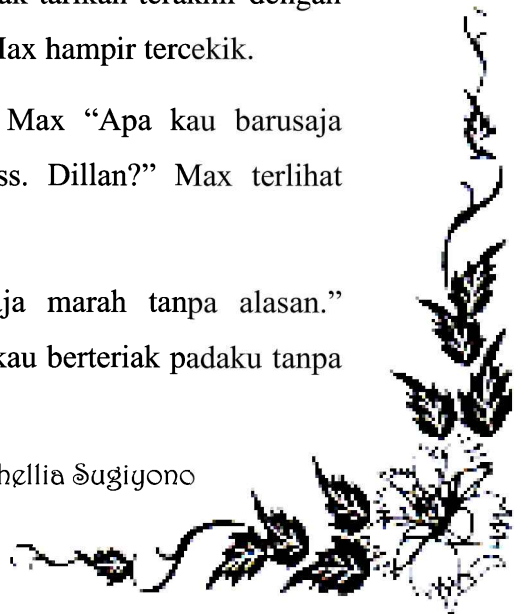 tarikan terakhir dengan
Max hampir tercekik.
Max “Apa kau barusaja
ss. Dillan?” Max terlihat
ja marah tanpa alasan.”
kau berteriak padaku tanpa
hellia Sugiyono